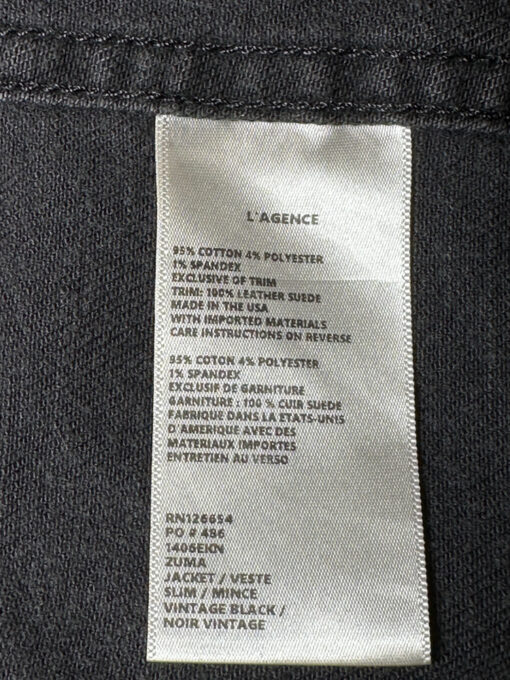 L'AGENCE
95% COTTON 4% POLYESTER
1% SPANDEX
EXCLUSIVE OF TRIM
TRIM: 100% LEATHER SUEDE
MADE IN THE USA
WITH IMPORTED MATERIALS
CARE INSTRUCTIONS ON REVERSE
95% COTON 4% POLYESTER
1% SPANDEX
EXCLUSIF DE GARNITURE
GARNITURE : 100 % CUIR SUEDE
FABRIQUE DANS LA ETATS-UNIS
D'AMERIQUE AVEC DES
MATERIAUX IMPORTES
ENTRETIEN AU VERSO
RN126654
PO # 486
1406EKN
ZUMA
JACKET / VESTE
SLIM / MINCE
VINTAGE BLACK /
NOIR VINTAGE